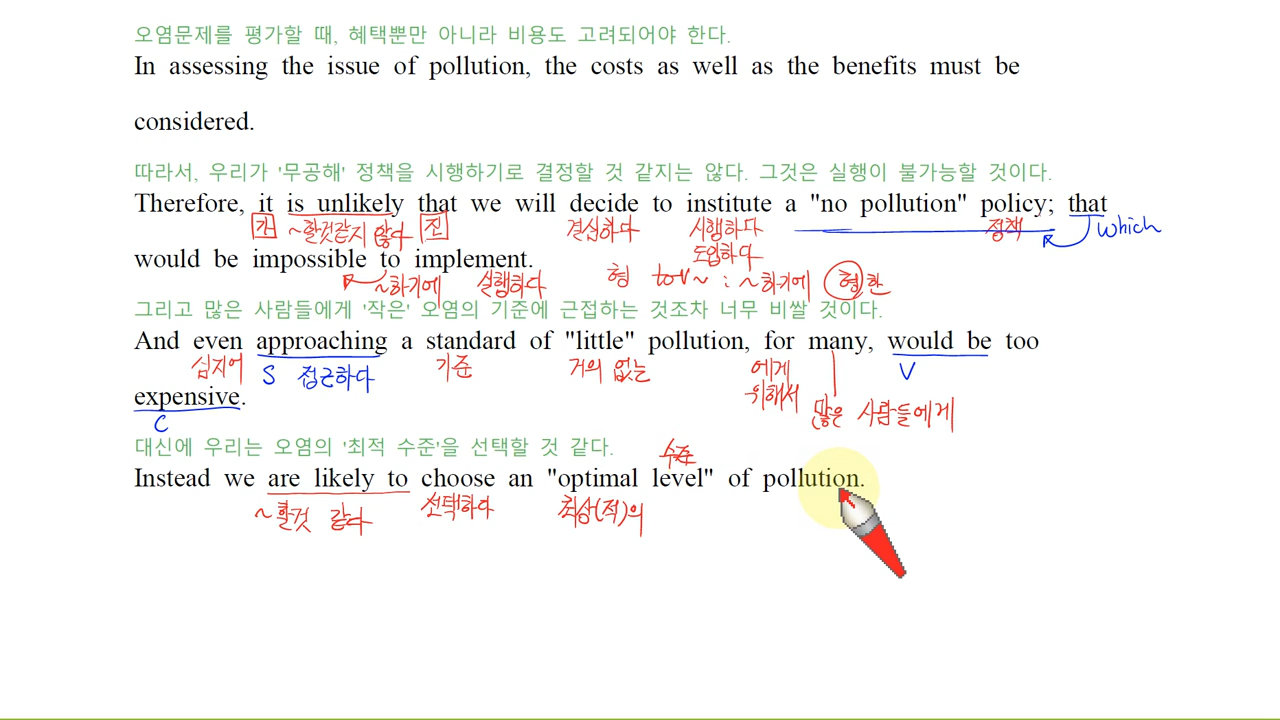 오염문제를 평가할 때, 혜택뿐만 아니라 비용도 고려되어야 한다.
In assessing the issue of pollution, the costs as well as the benefits must be
considered.
따라서, 우리가 '무공해' 정책을 시행하기로 결정할 것 같지는 않다. 그것은 실행이 불가능할 것이다.
Therefore, it is unlikely that we will decide to institute a "no pollution" policy; that
가 ~할것같지 않다 진 결심하다 시행하다 정책 which
도입하다
would be impossible to implement.
~하기에 실행하다 형 to v ~ : ~하기에 형한
그리고 많은 사람들에게 '작은' 오염의 기준에 근접하는 것조차 너무 비쌀 것이다.
And even approaching a standard of "little" pollution, for many, would be too
심지어 S 접근하다 기준 거의 없는 에게 V
위해서
expensive.
C 많은 사람들에게
대신에 우리는 오염의 '최적 수준'을 선택할 것 같다.
수준
Instead we are likely to choose an "optimal level" of pollution.
~할것 같다 선택하다 최상(적)의